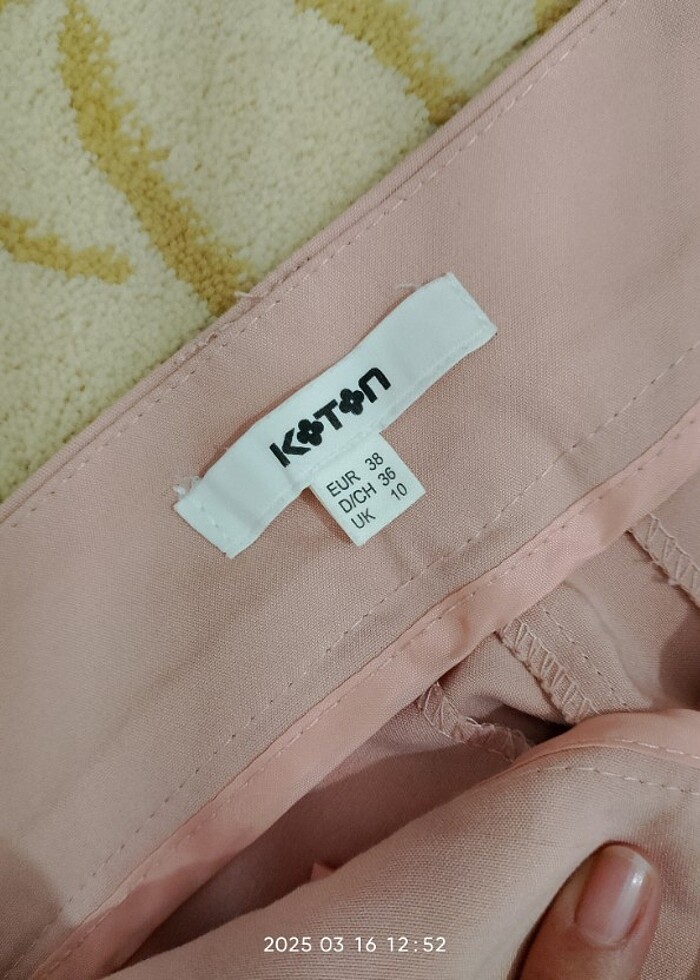 KOTON
EUR 38
D/CH 36
UK 10
2025 03 16 12:52